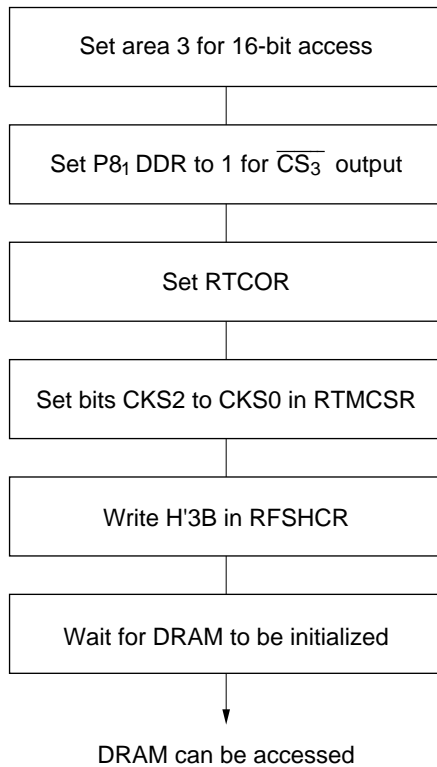 Set area 3 for 16-bit access
Set P8₁ DDR to 1 for C̅S̅₃̅ output
Set RTCOR
Set bits CKS2 to CKS0 in RTMCSR
Write H'3B in RFSHCR
Wait for DRAM to be initialized
DRAM can be accessed